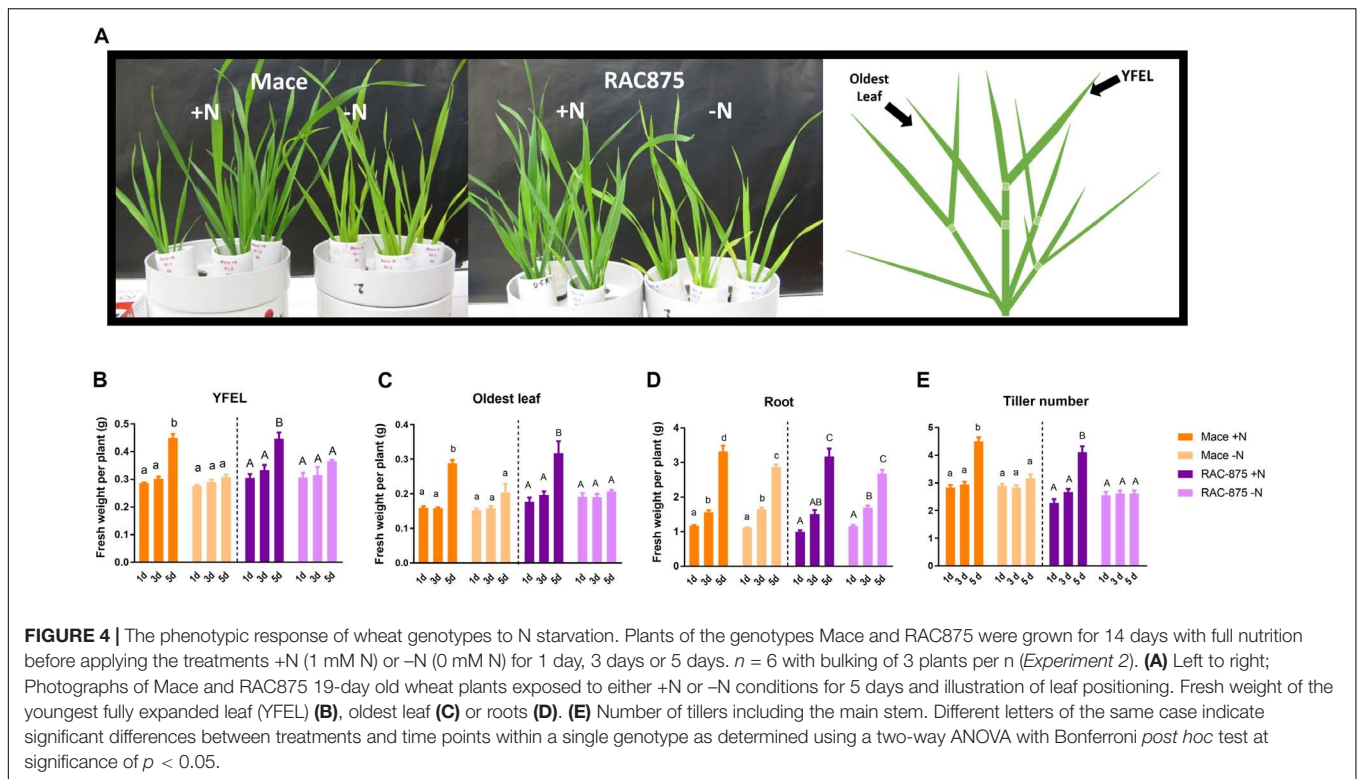 A
Mace
+N
-N
RAC875
+N
-N
Oldest
Leaf
YFEL
B
YFEL
Fresh weight per plant (g)
0.5
0.4
0.3
0.2
0.1
0.0
a a b a a a A A B A A A
1d 3d 5d 1d 3d 5d 1d 3d 5d 1d 3d 5d
C
Oldest leaf
Fresh weight per plant (g)
0.4
0.3
0.2
0.1
0.0
a a b a a a A A B A A A
1d 3d 5d 1d 3d 5d 1d 3d 5d 1d 3d 5d
D
Root
Fresh weight per plant (g)
4
3
2
1
0
a b d a b c A AB C A B C
1d 3d 5d 1d 3d 5d 1d 3d 5d 1d 3d 5d
E
Tiller number
5
4
3
2
1
0
a a b a a a A A B A A A
1 d 3 d 5 d 1 d 3 d 5 d 1 d 3 d 5 d 1 d 3 d 5 d
Mace +N
Mace -N
RAC-875 +N
RAC-875 -N
FIGURE 4 | The phenotypic response of wheat genotypes to N starvation. Plants of the genotypes Mace and RAC875 were grown for 14 days with full nutrition
before applying the treatments +N (1 mM N) or –N (0 mM N) for 1 day, 3 days or 5 days. n = 6 with bulking of 3 plants per n (Experiment 2). (A) Left to right;
Photographs of Mace and RAC875 19-day old wheat plants exposed to either +N or –N conditions for 5 days and illustration of leaf positioning. Fresh weight of the
youngest fully expanded leaf (YFEL) (B), oldest leaf (C) or roots (D). (E) Number of tillers including the main stem. Different letters of the same case indicate
significant differences between treatments and time points within a single genotype as determined using a two-way ANOVA with Bonferroni post hoc test at
significance of p < 0.05.